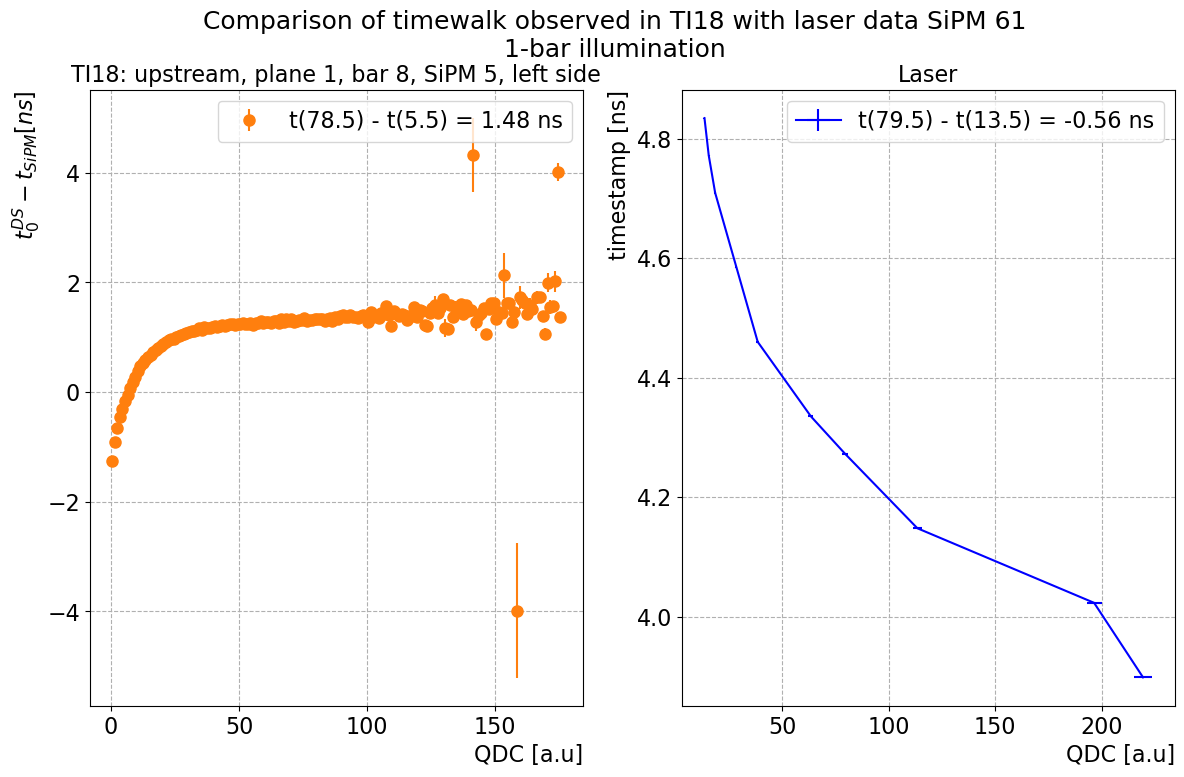 Comparison of timewalk observed in TI18 with laser data SiPM 61
1-bar illumination
TI18: upstream, plane 1, bar 8, SiPM 5, left side
t(78.5) - t(5.5) = 1.48 ns
t_0^{DS} − t_{SiPM}[ns]
4
2
0
−2
−4
0 50 100 150
QDC [a.u]
Laser
t(79.5) - t(13.5) = -0.56 ns
timestamp [ns]
4.8
4.6
4.4
4.2
4.0
50 100 150 200
QDC [a.u]